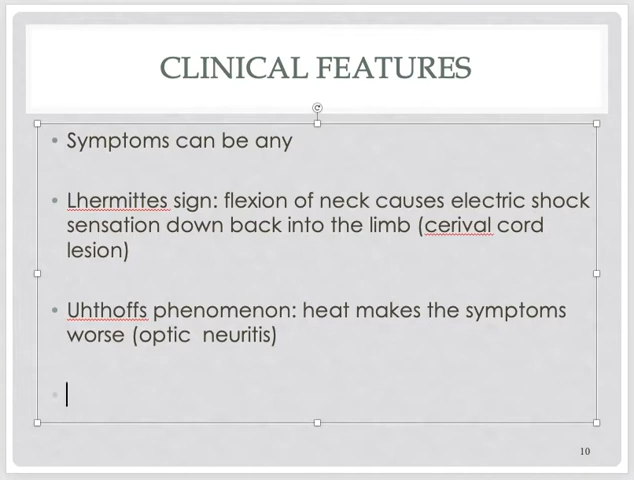 CLINICAL FEATURES
• Symptoms can be any
• Lhermittes sign: flexion of neck causes electric shock
sensation down back into the limb (cerival cord
lesion)
• Uhthoffs phenomenon: heat makes the symptoms
worse (optic  neuritis)
10